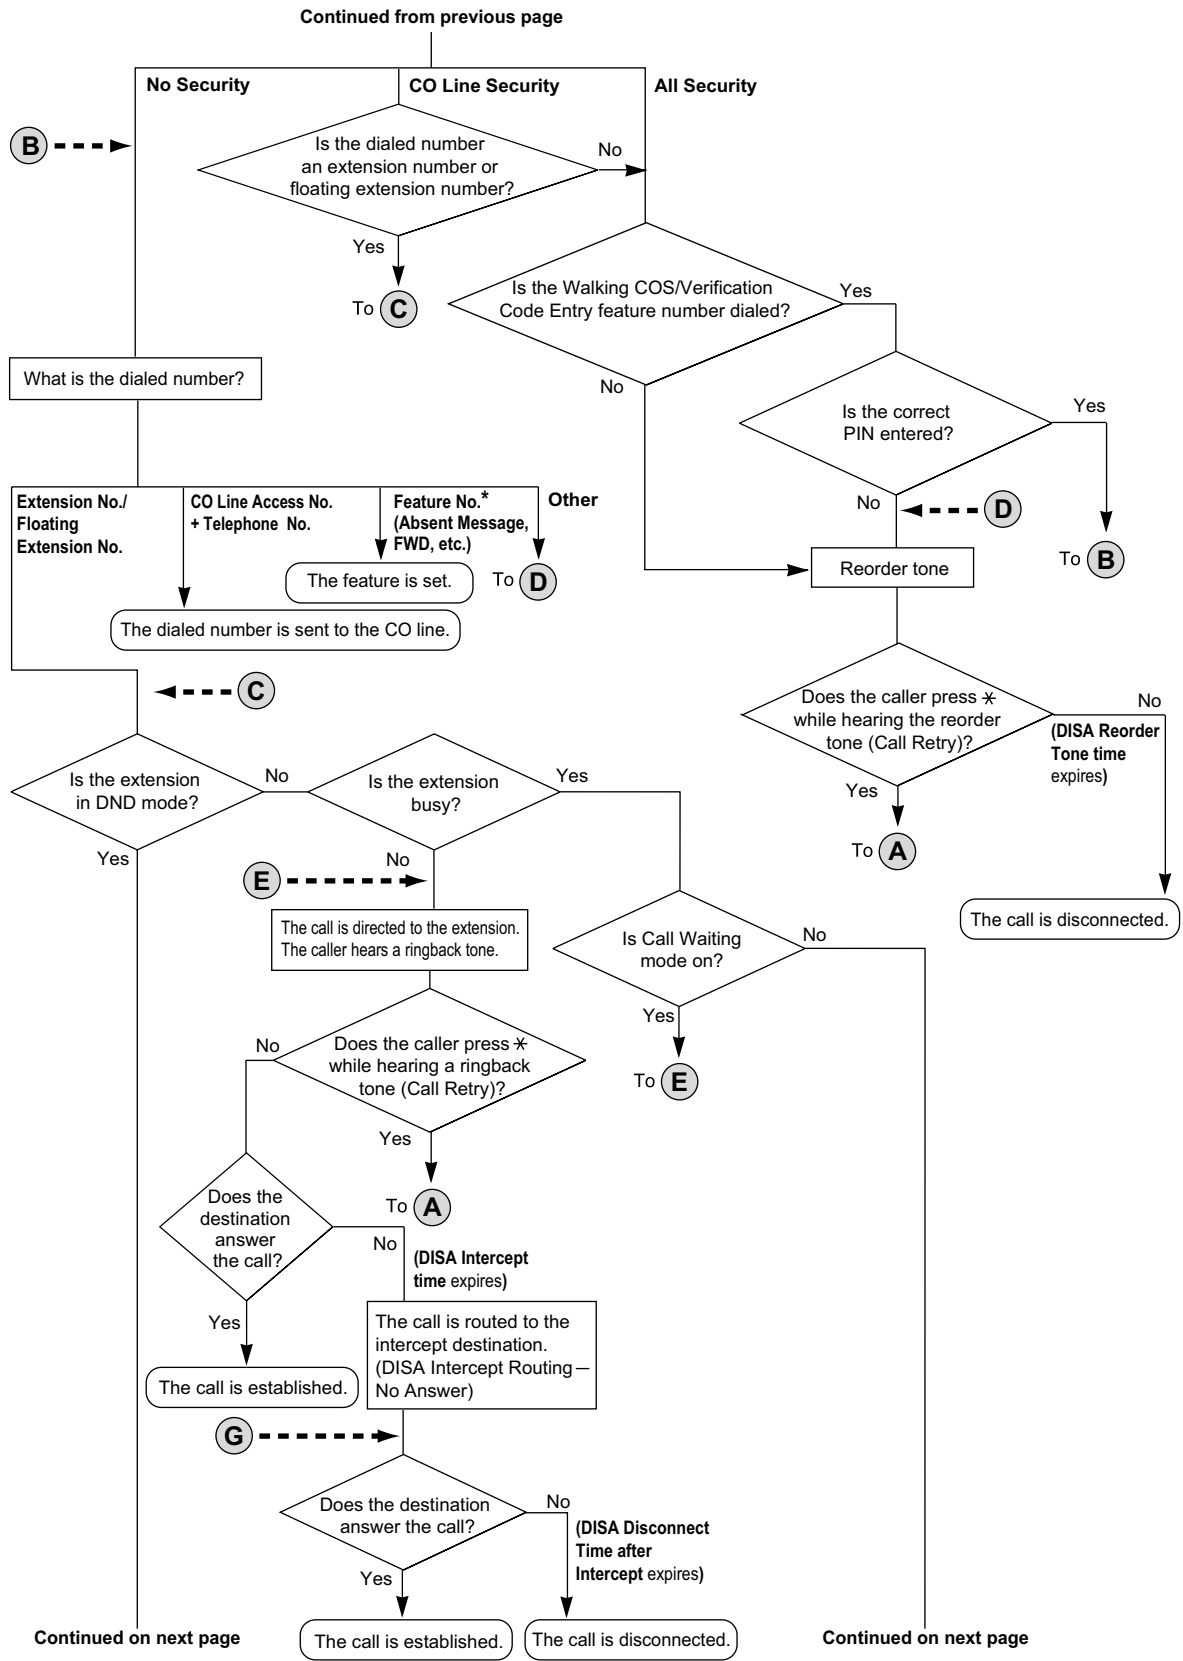 Continued from previous page
No Security
CO Line Security
All Security
B
Is the dialed number
an extension number or
floating extension number?
No
Yes
To C
Is the Walking COS/Verification
Code Entry feature number dialed?
Yes
No
What is the dialed number?
Is the correct
PIN entered?
Yes
No
D
To B
Extension No./
Floating
Extension No.
CO Line Access No.
+ Telephone No.
Feature No.*
(Absent Message,
FWD, etc.)
Other
The feature is set.
To D
The dialed number is sent to the CO line.
Reorder tone
C
Does the caller press *
while hearing the reorder
tone (Call Retry)?
No
(DISA Reorder
Tone time
expires)
Yes
To A
The call is disconnected.
Is the extension
in DND mode?
No
Yes
Is the extension
busy?
Yes
No
E
The call is directed to the extension.
The caller hears a ringback tone.
Is Call Waiting
mode on?
No
Yes
To E
Does the caller press *
while hearing a ringback
tone (Call Retry)?
No
Yes
To A
Does the
destination
answer
the call?
No
(DISA Intercept
time expires)
Yes
The call is established.
The call is routed to the
intercept destination.
(DISA Intercept Routing—
No Answer)
G
Does the destination
answer the call?
No
(DISA Disconnect
Time after
Intercept expires)
Yes
The call is established.
The call is disconnected.
Continued on next page
Continued on next page